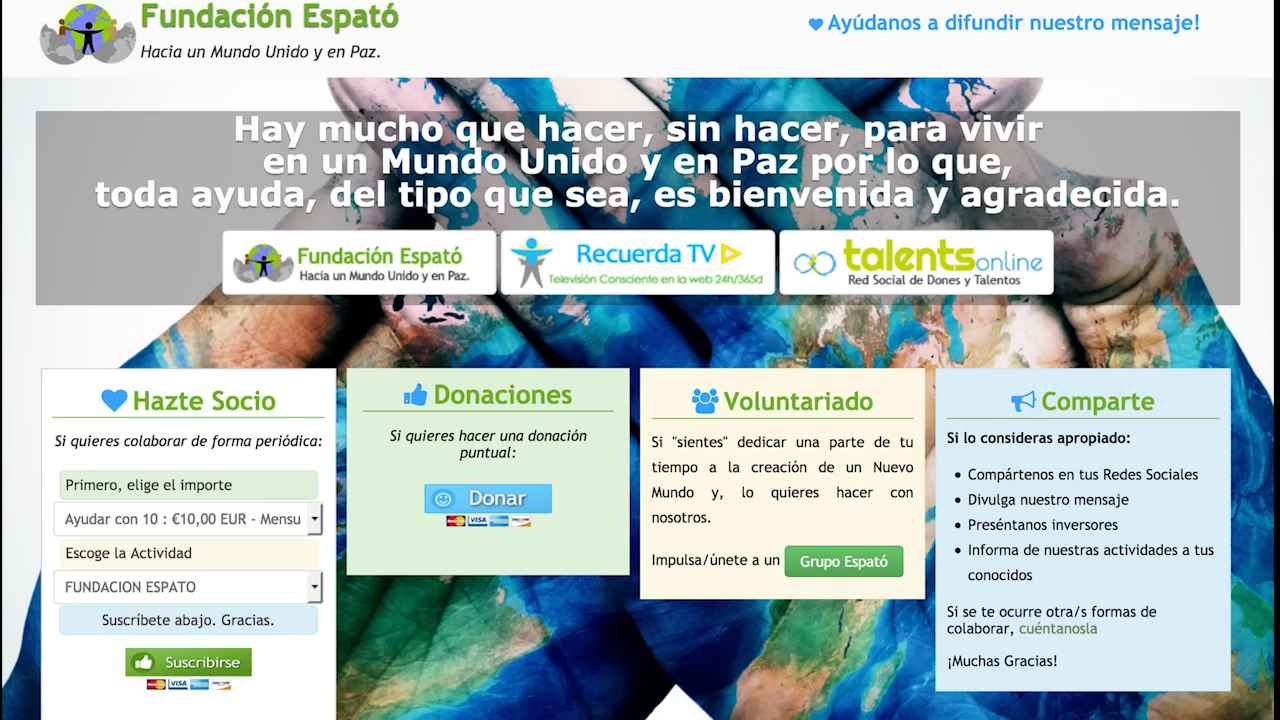 Fundación Espató
Hacia un Mundo Unido y en Paz.
Ayúdanos a difundir nuestro mensaje!
Hay mucho que hacer, sin hacer, para vivir
en un Mundo Unido y en Paz por lo que,
toda ayuda, del tipo que sea, es bienvenida y agradecida.
Fundación Espató
Hacia un Mundo Unido y en Paz.
Recuerda TV
Televisión Consciente en la web 24h/365d
talentsonline
Red Social de Dones y Talentos
Hazte Socio
Si quieres colaborar de forma periódica:
Primero, elige el importe
Ayudar con 10 : €10,00 EUR - Mensu
Escoge la Actividad
FUNDACION ESPATO
Suscríbete abajo. Gracias.
Suscribirse
VISA
Donaciones
Si quieres hacer una donación
puntual:
Donar
VISA
Voluntariado
Si "sientes" dedicar una parte de tu
tiempo a la creación de un Nuevo
Mundo y, lo quieres hacer con
nosotros.
Impulsa/únete a un Grupo Espató
Comparte
Si lo consideras apropiado:
• Compártenos en tus Redes Sociales
• Divulga nuestro mensaje
• Preséntanos inversores
• Informa de nuestras actividades a tus
conocidos
Si se te ocurre otra/s formas de
colaborar, cuéntanosla
¡Muchas Gracias!